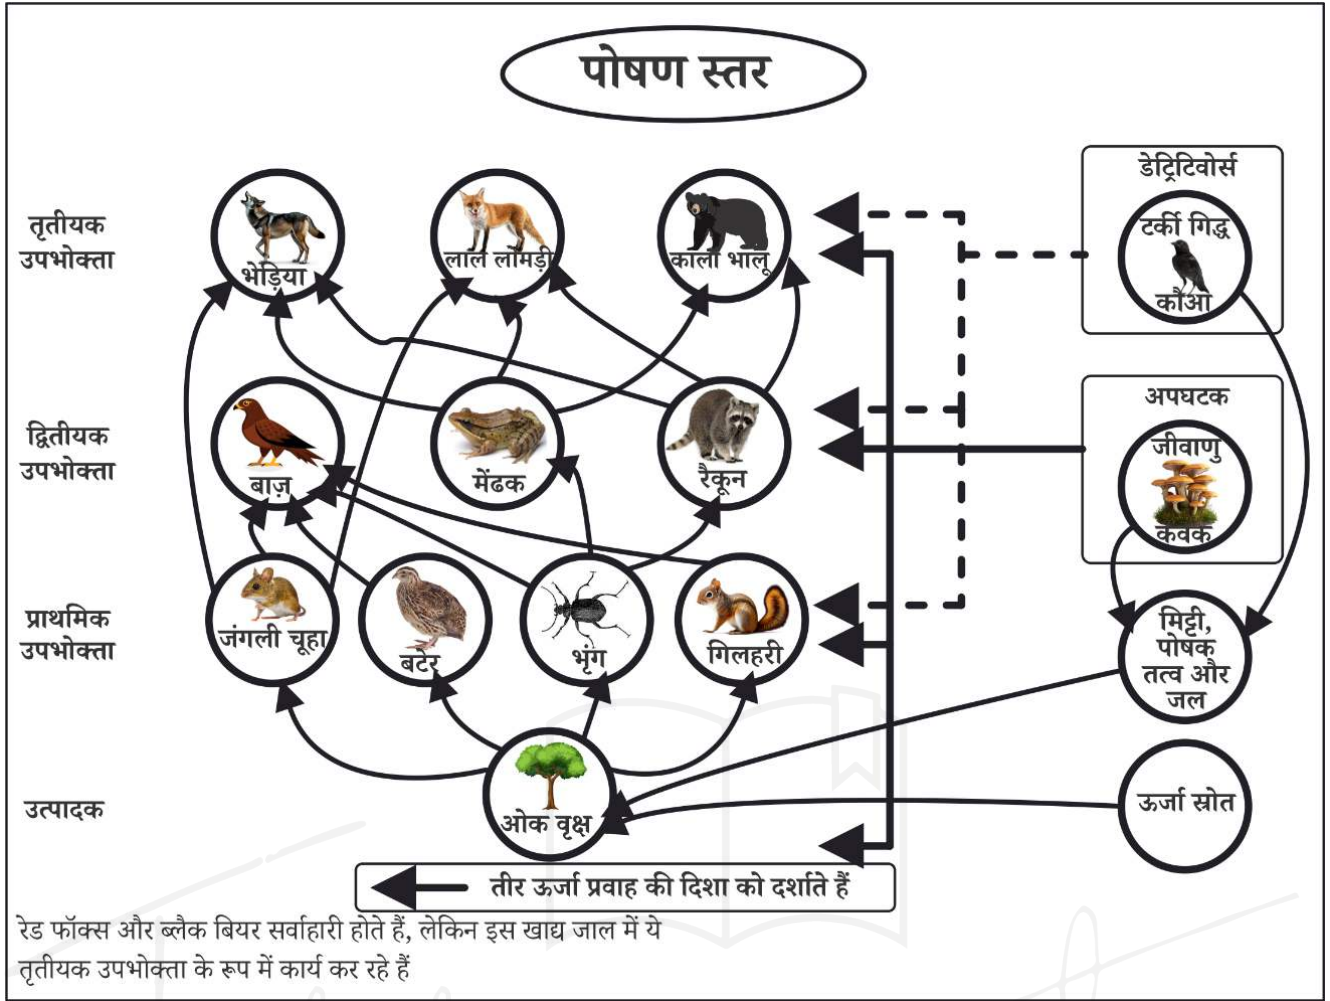 पोषण स्तर
तृतीयक
उपभोक्ता
भेड़िया
लाल लोमड़ी
काला भालू
डेट्रिटिवोर्स
टर्की गिद्ध
कौआ
द्वितीयक
उपभोक्ता
बाज़
मेंढक
रैकून
अपघटक
जीवाणु
कवक
प्राथमिक
उपभोक्ता
जंगली चूहा
बटेर
भृंग
गिलहरी
मिट्टी,
पोषक
तत्व और
जल
उत्पादक
ओक वृक्ष
ऊर्जा स्रोत
तीर ऊर्जा प्रवाह की दिशा को दर्शाते हैं
रेड फॉक्स और ब्लैक बियर सर्वाहारी होते हैं, लेकिन इस खाद्य जाल में ये
तृतीयक उपभोक्ता के रूप में कार्य कर रहे हैं